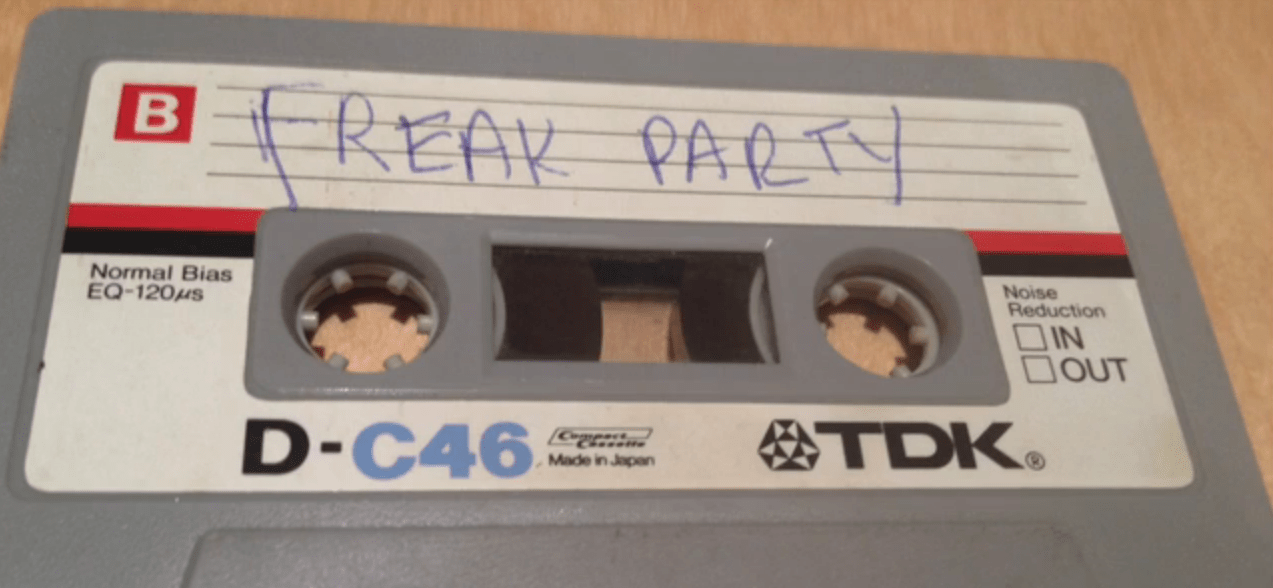 B
FREAK PARTY
Normal Bias
EQ-120µs
Noise
Reduction
IN
OUT
D-C46
Compact
Cassette
Made in Japan
TDK®